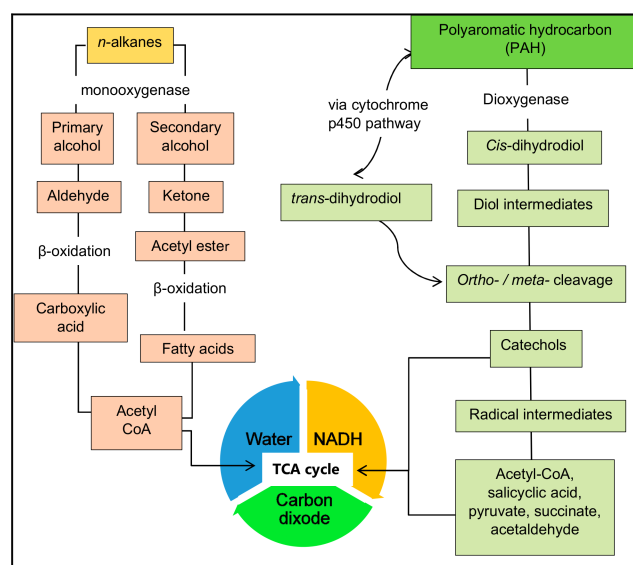 n-alkanes
monooxygenase
Primary
alcohol
Secondary
alcohol
Aldehyde
Ketone
Acetyl ester
β-oxidation
β-oxidation
Carboxylic
acid
Fatty acids
Acetyl
CoA
Polyaromatic hydrocarbon
(PAH)
via cytochrome
p450 pathway
Dioxygenase
Cis-dihydrodiol
trans-dihydrodiol
Diol intermediates
Ortho- / meta- cleavage
Catechols
Radical intermediates
Acetyl-CoA,
salicyclic acid,
pyruvate, succinate,
acetaldehyde
Water
NADH
TCA cycle
Carbon
dixode